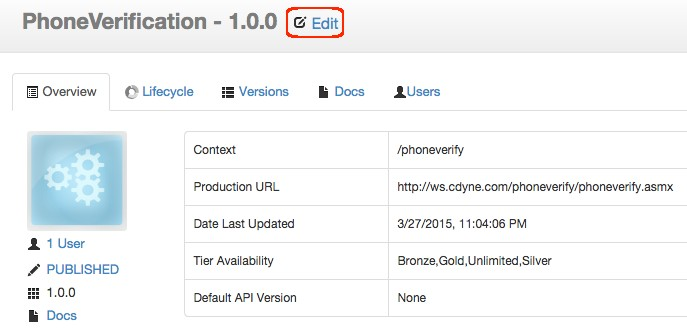 PhoneVerification - 1.0.0 Edit
Overview Lifecycle Versions Docs Users
Context /phoneverify
Production URL http://ws.cdyne.com/phoneverify/phoneverify.asmx
Date Last Updated 3/27/2015, 11:04:06 PM
Tier Availability Bronze,Gold,Unlimited,Silver
Default API Version None
1 User
PUBLISHED
1.0.0
Docs